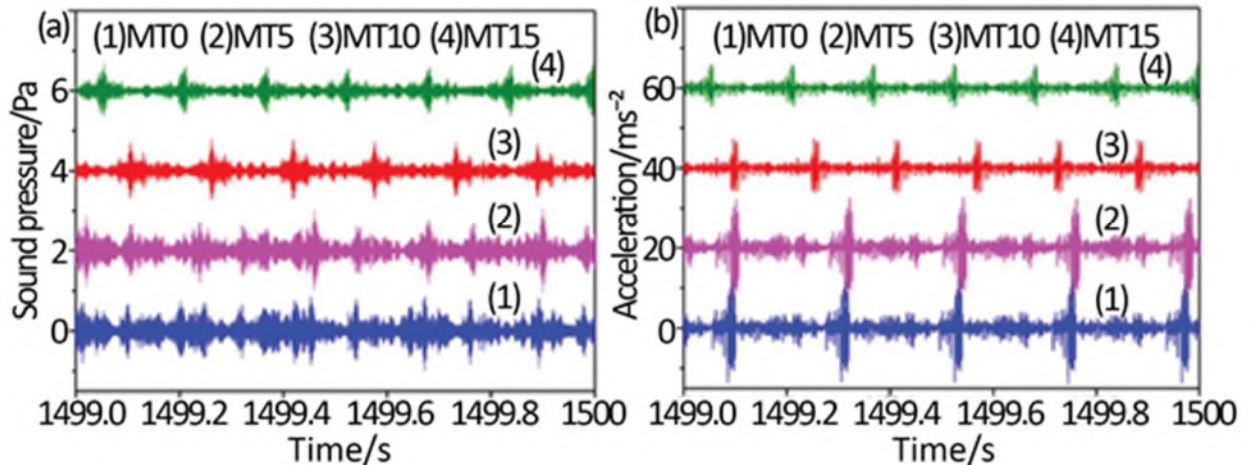 (a)
(1)MT0 (2)MT5 (3)MT10 (4)MT15
(4)
(3)
(2)
(1)
6
4
2
0
Sound pressure/Pa
1499.0 1499.2 1499.4 1499.6 1499.8 1500
Time/s
(b)
(1)MT0 (2)MT5 (3)MT10 (4)MT15
(4)
(3)
(2)
(1)
60
40
20
0
Acceleration/ms⁻²
1499.0 1499.2 1499.4 1499.6 1499.8 1500
Time/s